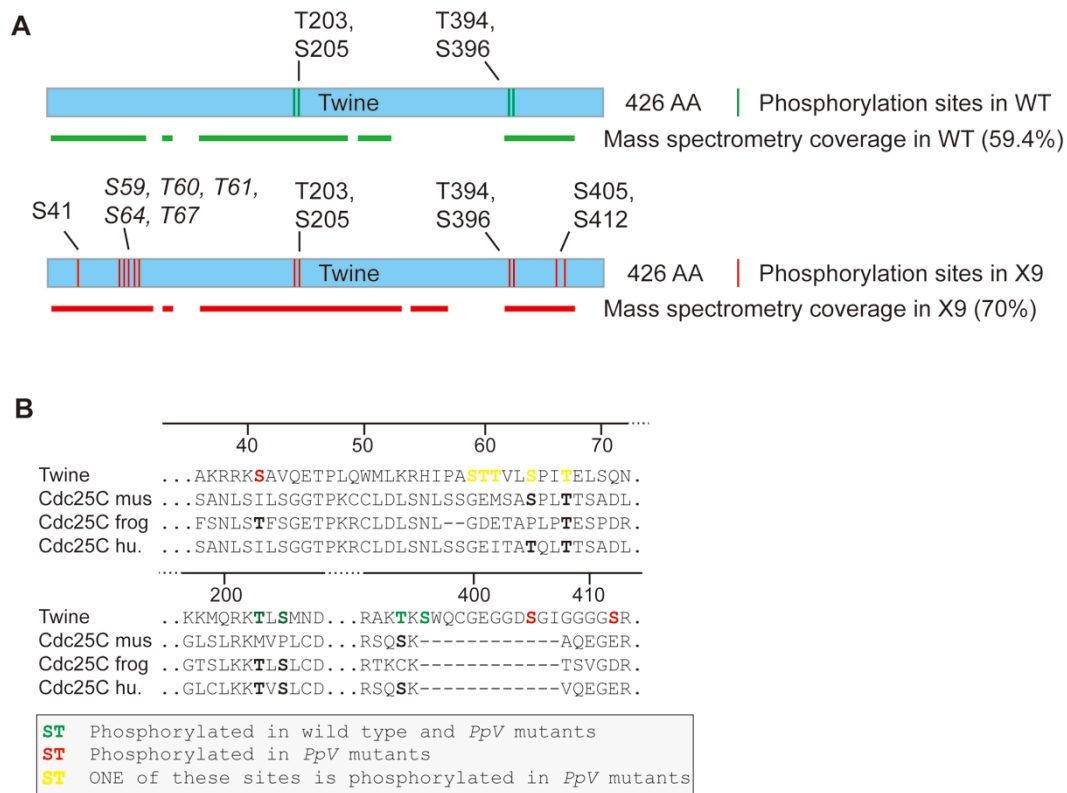 A
T203,
S205
T394,
S396
Twine
426 AA
Phosphorylation sites in WT
Mass spectrometry coverage in WT (59.4%)
S41
S59, T60, T61,
S64, T67
T203,
S205
T394,
S396
S405,
S412
Twine
426 AA
Phosphorylation sites in X9
Mass spectrometry coverage in X9 (70%)
B
40 50 60 70
Twine ...AKRRKSAVQETPLQWMLKRHIPASTTVLSPITELSQN.
Cdc25C mus ...SANLSILSGGTPKCCLDLSNLSSGEMSASPLTTSADL.
Cdc25C frog ...FSNLSTFSGETPKRCLDLSNL--GDETAPLPTESPDR.
Cdc25C hu. ...SANLSILSGGTPKRCLDLSNLSSGEITATQLTTSADL.
200 400 410
Twine ..KKMQRKTLSMND...RAKTKSWQCGEGGDSGIGGGGSR.
Cdc25C mus ..GLSLRKMVPLCD...RSQSK------------AQEGER.
Cdc25C frog ..GTSLKKTLSLCD...RTKCK------------TSVGDR.
Cdc25C hu. ..GLCLKKTVSLCD...RSQSK------------VQEGER.
ST Phosphorylated in wild type and PpV mutants
ST Phosphorylated in PpV mutants
ST ONE of these sites is phosphorylated in PpV mutants